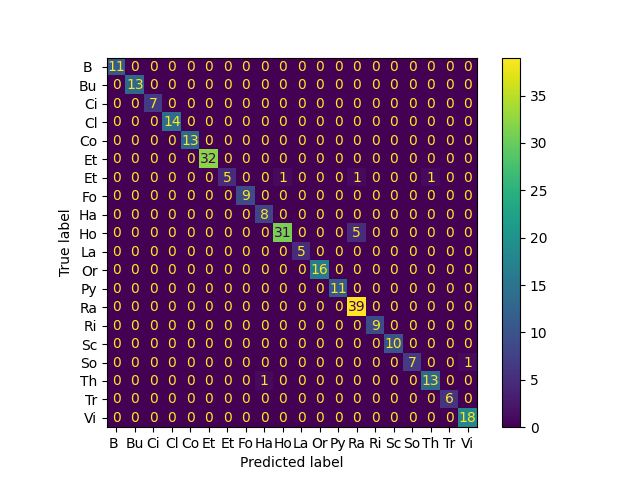 B 11 0 0 0 0 0 0 0 0 0 0 0 0 0 0 0 0 0 0 0
Bu 0 13 0 0 0 0 0 0 0 0 0 0 0 0 0 0 0 0 0 0
Ci 0 0 7 0 0 0 0 0 0 0 0 0 0 0 0 0 0 0 0 0
Cl 0 0 0 14 0 0 0 0 0 0 0 0 0 0 0 0 0 0 0 0
Co 0 0 0 0 13 0 0 0 0 0 0 0 0 0 0 0 0 0 0 0
Et 0 0 0 0 0 32 0 0 0 0 0 0 0 0 0 0 0 0 0 0
Et 0 0 0 0 0 0 5 0 0 1 0 0 0 1 0 0 0 1 0 0
Fo 0 0 0 0 0 0 0 9 0 0 0 0 0 0 0 0 0 0 0 0
Ha 0 0 0 0 0 0 0 0 8 0 0 0 0 0 0 0 0 0 0 0
Ho 0 0 0 0 0 0 0 0 0 31 0 0 0 5 0 0 0 0 0 0
La 0 0 0 0 0 0 0 0 0 0 5 0 0 0 0 0 0 0 0 0
Or 0 0 0 0 0 0 0 0 0 0 0 16 0 0 0 0 0 0 0 0
Py 0 0 0 0 0 0 0 0 0 0 0 0 11 0 0 0 0 0 0 0
Ra 0 0 0 0 0 0 0 0 0 0 0 0 0 39 0 0 0 0 0 0
Ri 0 0 0 0 0 0 0 0 0 0 0 0 0 0 9 0 0 0 0 0
Sc 0 0 0 0 0 0 0 0 0 0 0 0 0 0 0 10 0 0 0 0
So 0 0 0 0 0 0 0 0 0 0 0 0 0 0 0 0 7 0 0 1
Th 0 0 0 0 0 0 0 0 1 0 0 0 0 0 0 0 0 13 0 0
Tr 0 0 0 0 0 0 0 0 0 0 0 0 0 0 0 0 0 0 6 0
Vi 0 0 0 0 0 0 0 0 0 0 0 0 0 0 0 0 0 0 0 18
B Bu Ci Cl Co Et Et Fo Ha Ho La Or Py Ra Ri Sc So Th Tr Vi
Predicted label
True label
35
30
25
20
15
10
5
0